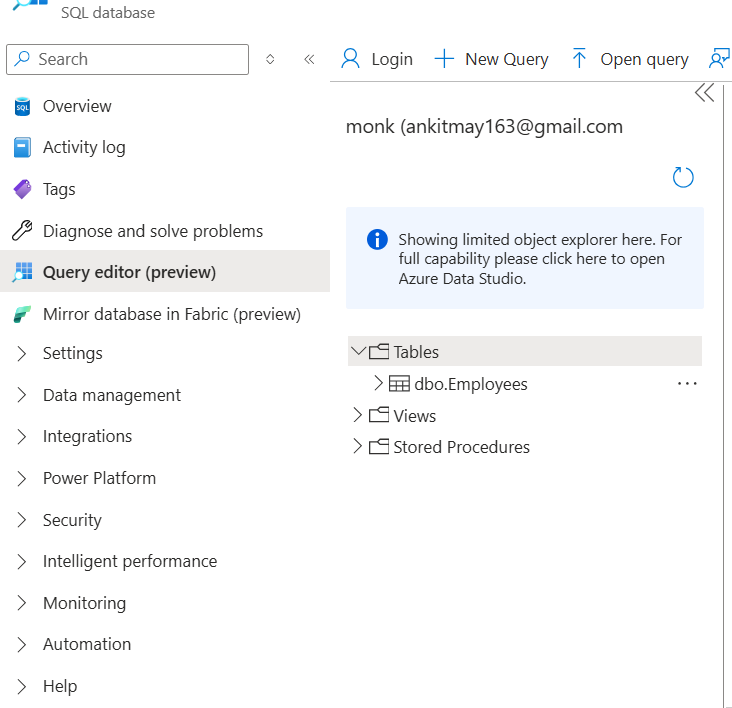 SQL database
Search
Login
New Query
Open query
Overview
Activity log
Tags
Diagnose and solve problems
Query editor (preview)
Mirror database in Fabric (preview)
Settings
Data management
Integrations
Power Platform
Security
Intelligent performance
Monitoring
Automation
Help
monk (ankitmay163@gmail.com
Showing limited object explorer here. For
full capability please click here to open
Azure Data Studio.
Tables
dbo.Employees
Views
Stored Procedures